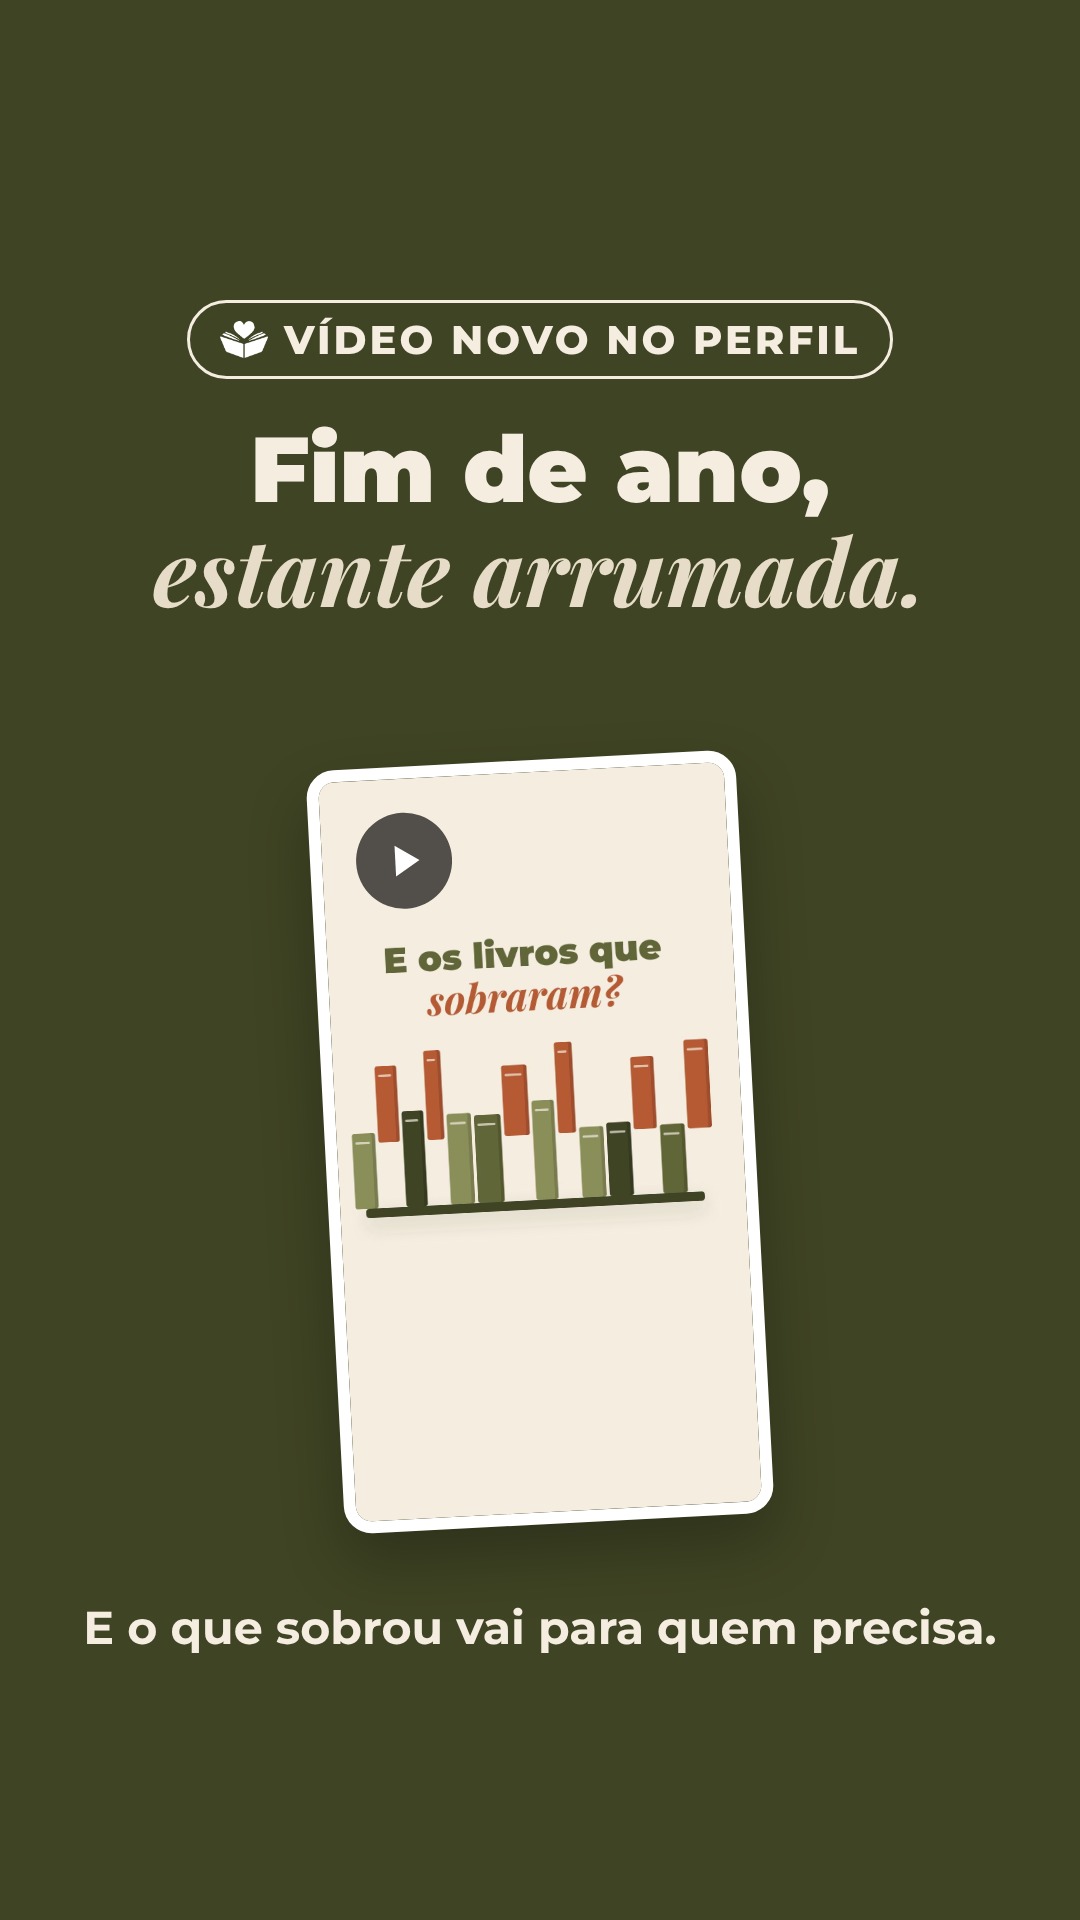 VÍDEO NOVO NO PERFIL
Fim de ano,
estante arrumada.
E os livros que
sobraram?
E o que sobrou vai para quem precisa.